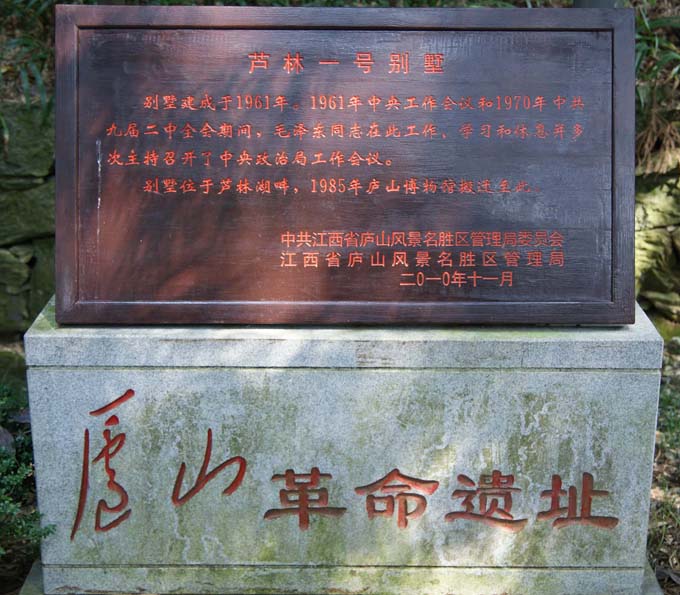 芦林一号别墅
别墅建成于1961年。1961年中央工作会议和1970年中共
九届二中全会期间，毛泽东同志在此工作、学习和休息并多
次主持召开了中央政治局工作会议。
别墅位于芦林湖畔，1985年庐山博物馆搬迁至此。
中共江西省庐山风景名胜区管理局委员会
江西省庐山风景名胜区管理局
二0一0年十一月
庐山革命遗址